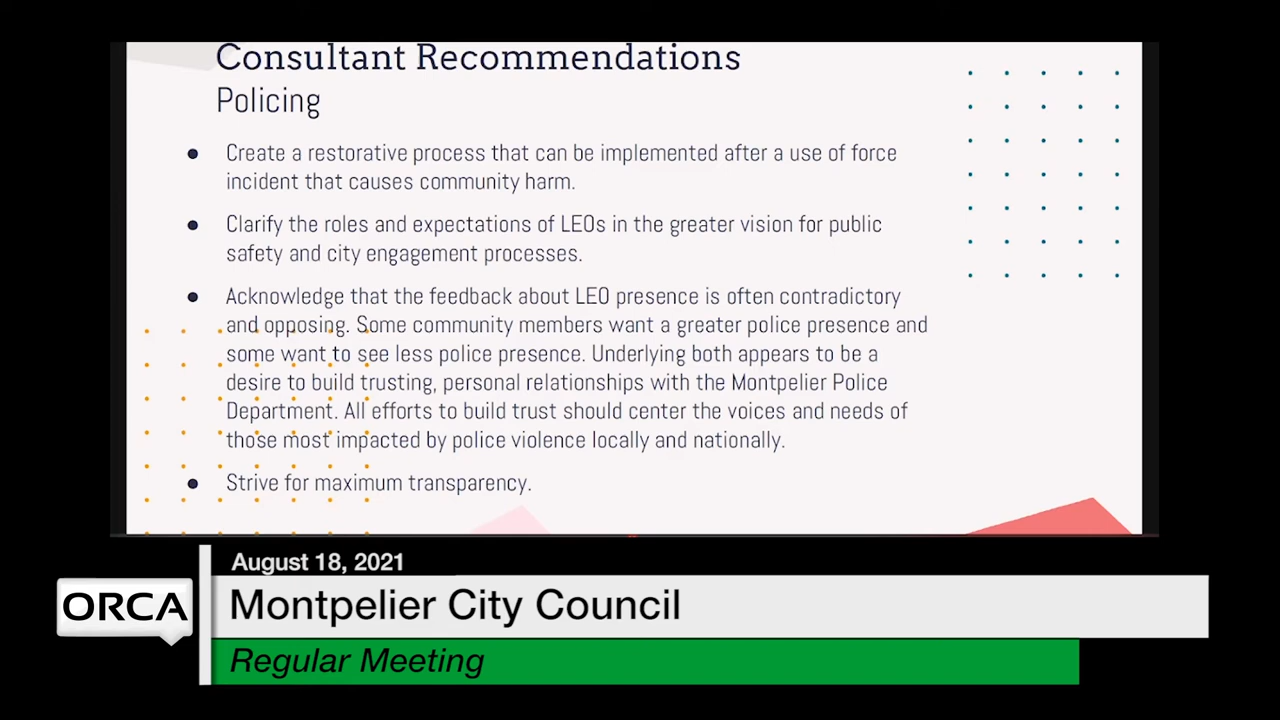 Consultant Recommendations
Policing
● Create a restorative process that can be implemented after a use of force
incident that causes community harm.
● Clarify the roles and expectations of LEOs in the greater vision for public
safety and city engagement processes.
● Acknowledge that the feedback about LEO presence is often contradictory
and opposing. Some community members want a greater police presence and
some want to see less police presence. Underlying both appears to be a
desire to build trusting, personal relationships with the Montpelier Police
Department. All efforts to build trust should center the voices and needs of
those most impacted by police violence locally and nationally.
● Strive for maximum transparency.
August 18, 2021
ORCA
Montpelier City Council
Regular Meeting